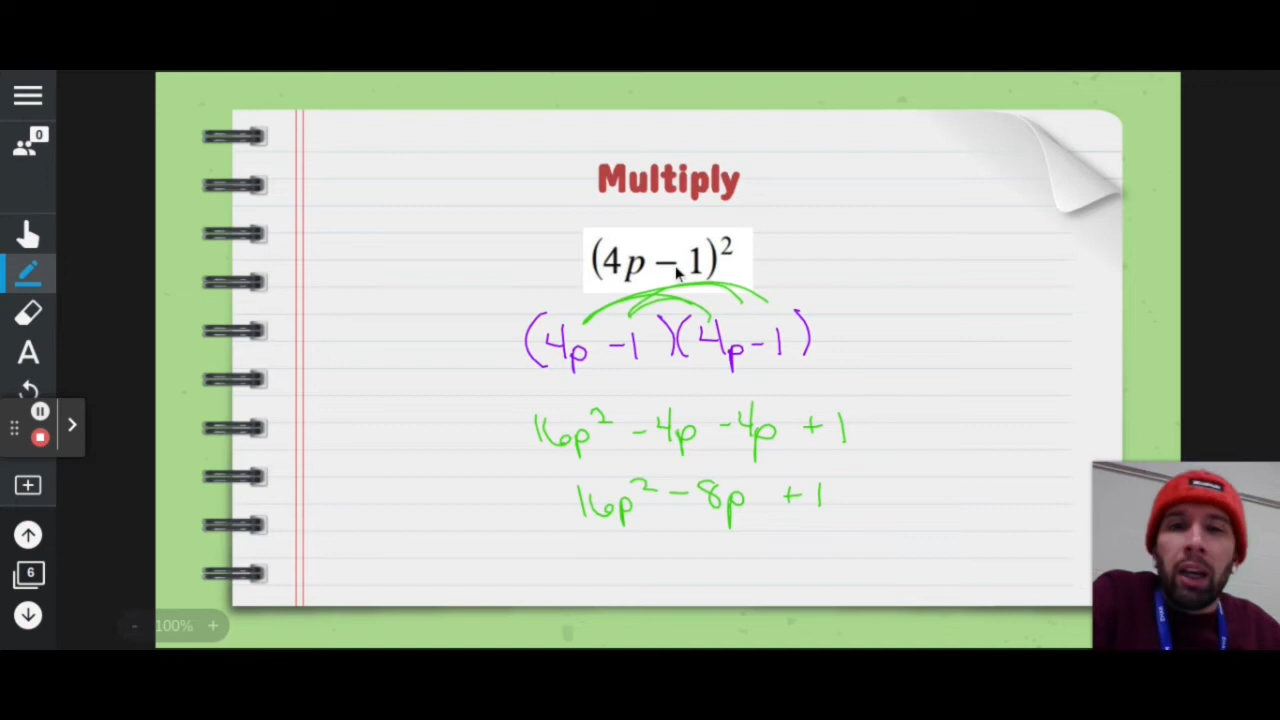 0
Multiply
(4p − 1)²
(4p -1)(4p-1)
16p² - 4p - 4p + 1
16p² - 8p + 1
A
6
- 100% +